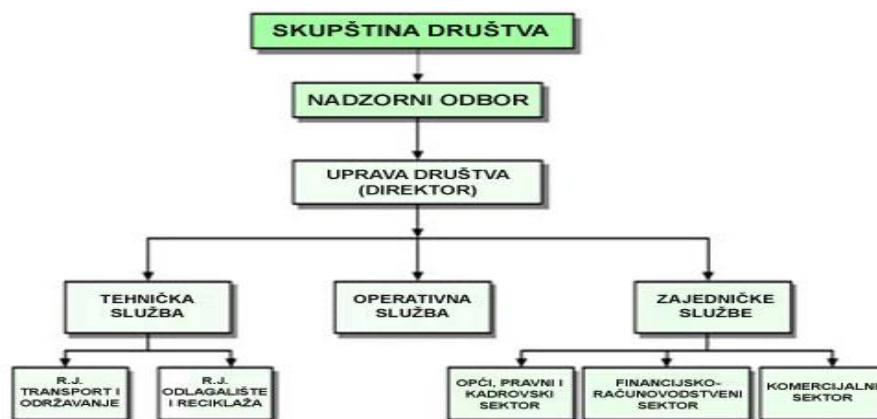 SKUPŠTINA DRUŠTVA
NADZORNI ODBOR
UPRAVA DRUŠTVA
(DIREKTOR)
TEHNIČKA
SLUŽBA
OPERATIVNA
SLUŽBA
ZAJEDNIČKE
SLUŽBE
R.J.
TRANSPORT I
ODRŽAVANJE
R.J.
ODLAGALIŠTE
I RECIKLAŽA
OPĆI, PRAVNI I
KADROVSKI
SEKTOR
FINANCIJSKO-
RAČUNOVODSTVENI
SEKTOR
KOMERCIJALNI
SEKTOR